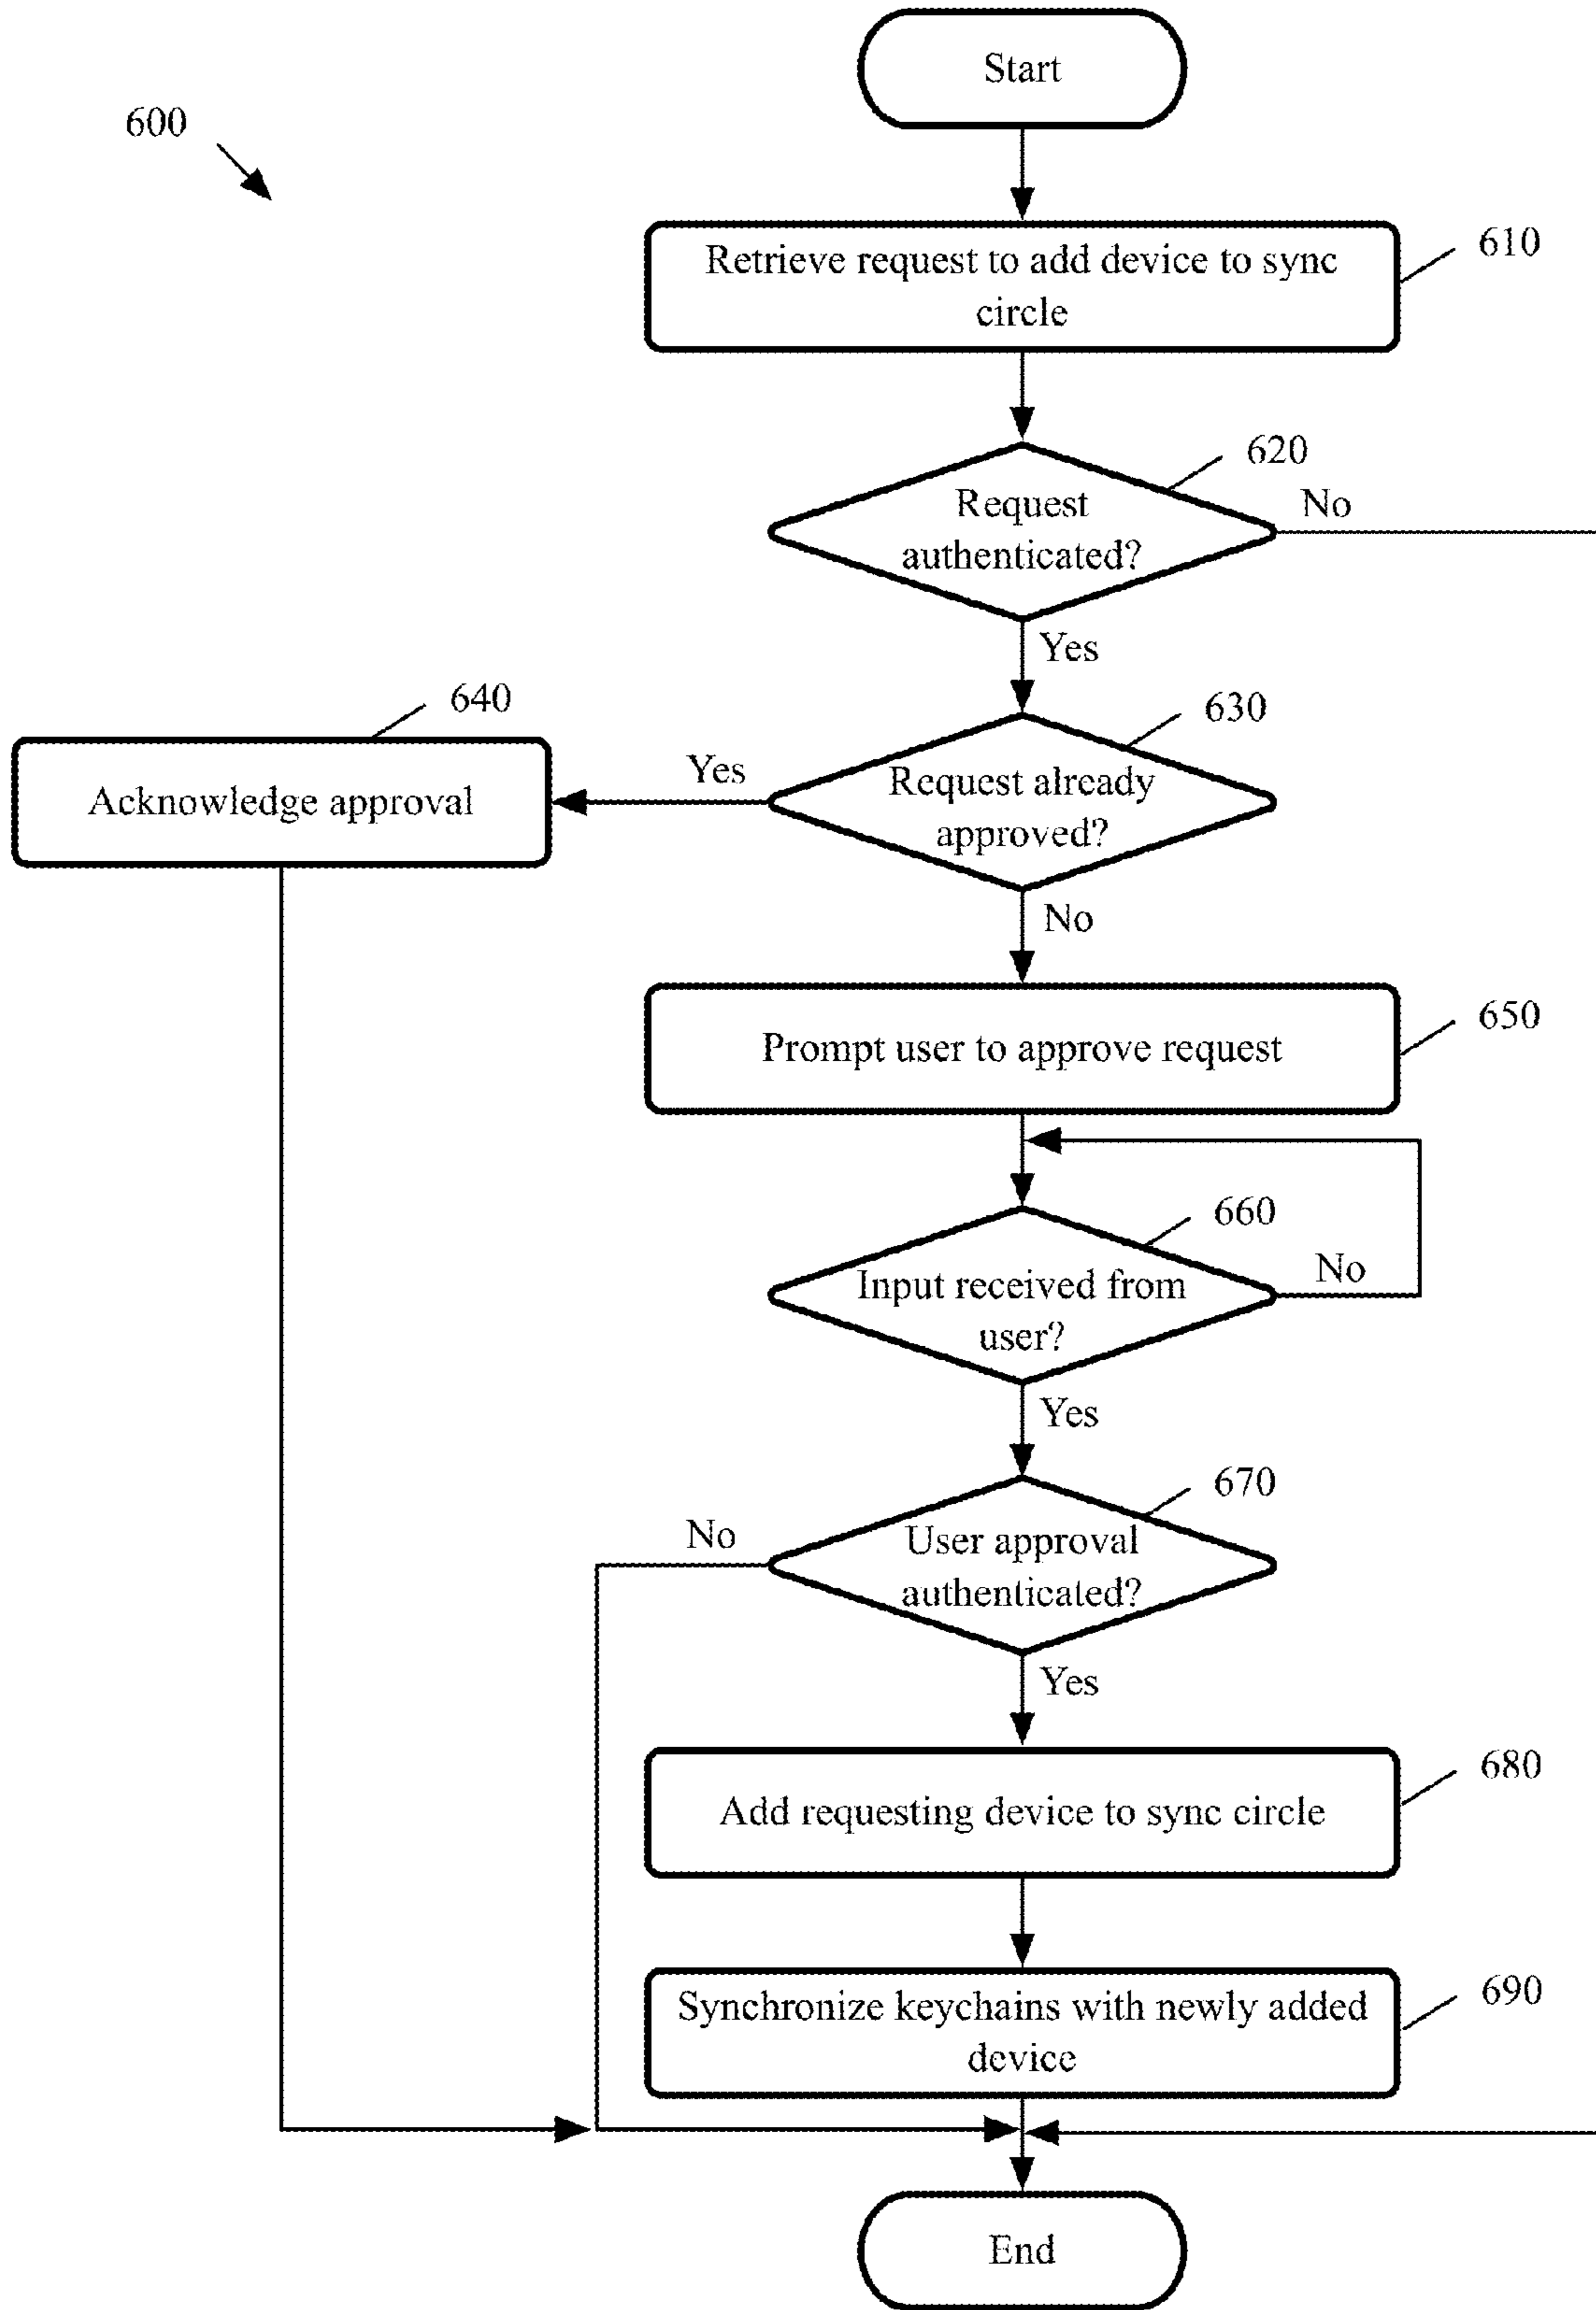 Start
600
Retrieve request to add device to sync
circle
610
620
Request
authenticated?
No
Yes
640
630
Acknowledge approval
Yes
Request already
approved?
No
650
Prompt user to approve request
660
Input received from
user?
No
Yes
670
No
User approval
authenticated?
Yes
680
Add requesting device to sync circle
690
Synchronize keychains with newly added
device
End